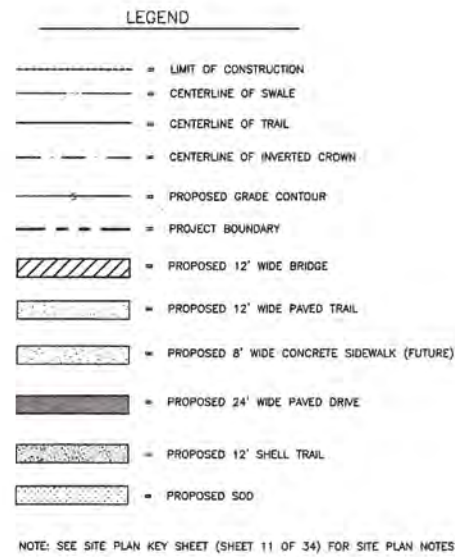 LEGEND
= LIMIT OF CONSTRUCTION
= CENTERLINE OF SWALE
= CENTERLINE OF TRAIL
= CENTERLINE OF INVERTED CROWN
= PROPOSED GRADE CONTOUR
= PROJECT BOUNDARY
= PROPOSED 12' WIDE BRIDGE
= PROPOSED 12' WIDE PAVED TRAIL
= PROPOSED 8' WIDE CONCRETE SIDEWALK (FUTURE)
= PROPOSED 24' WIDE PAVED DRIVE
= PROPOSED 12' SHELL TRAIL
= PROPOSED SOD
NOTE: SEE SITE PLAN KEY SHEET (SHEET 11 OF 34) FOR SITE PLAN NOTES